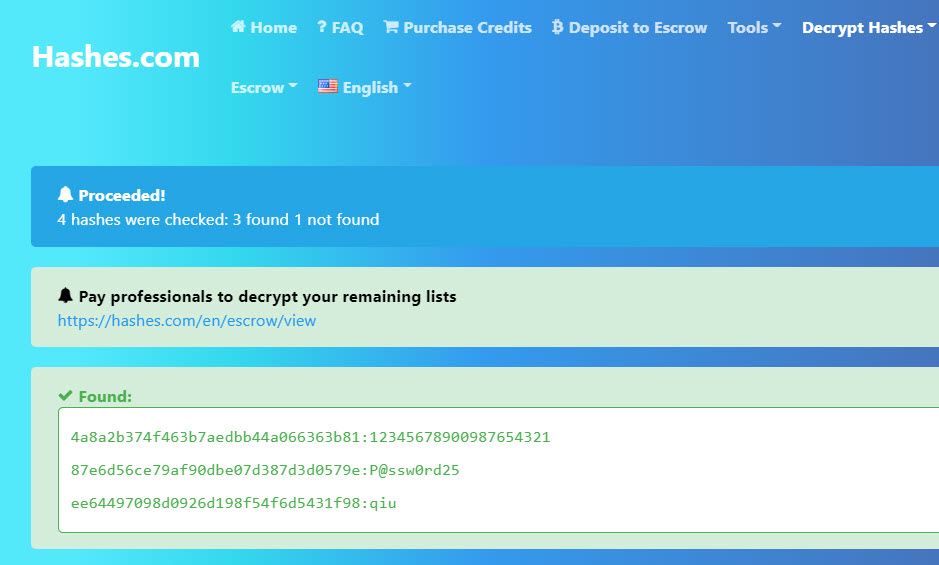 Hashes.com
Home FAQ Purchase Credits Deposit to Escrow Tools Decrypt Hashes
Escrow English
Proceeded!
4 hashes were checked: 3 found 1 not found
Pay professionals to decrypt your remaining lists
https://hashes.com/en/escrow/view
Found:
4a8a2b374f463b7aedbb44a066363b81:12345678900987654321
87e6d56ce79af90dbe07d387d3d0579e:P@ssw0rd25
ee64497098d0926d198f54f6d5431f98:qiu